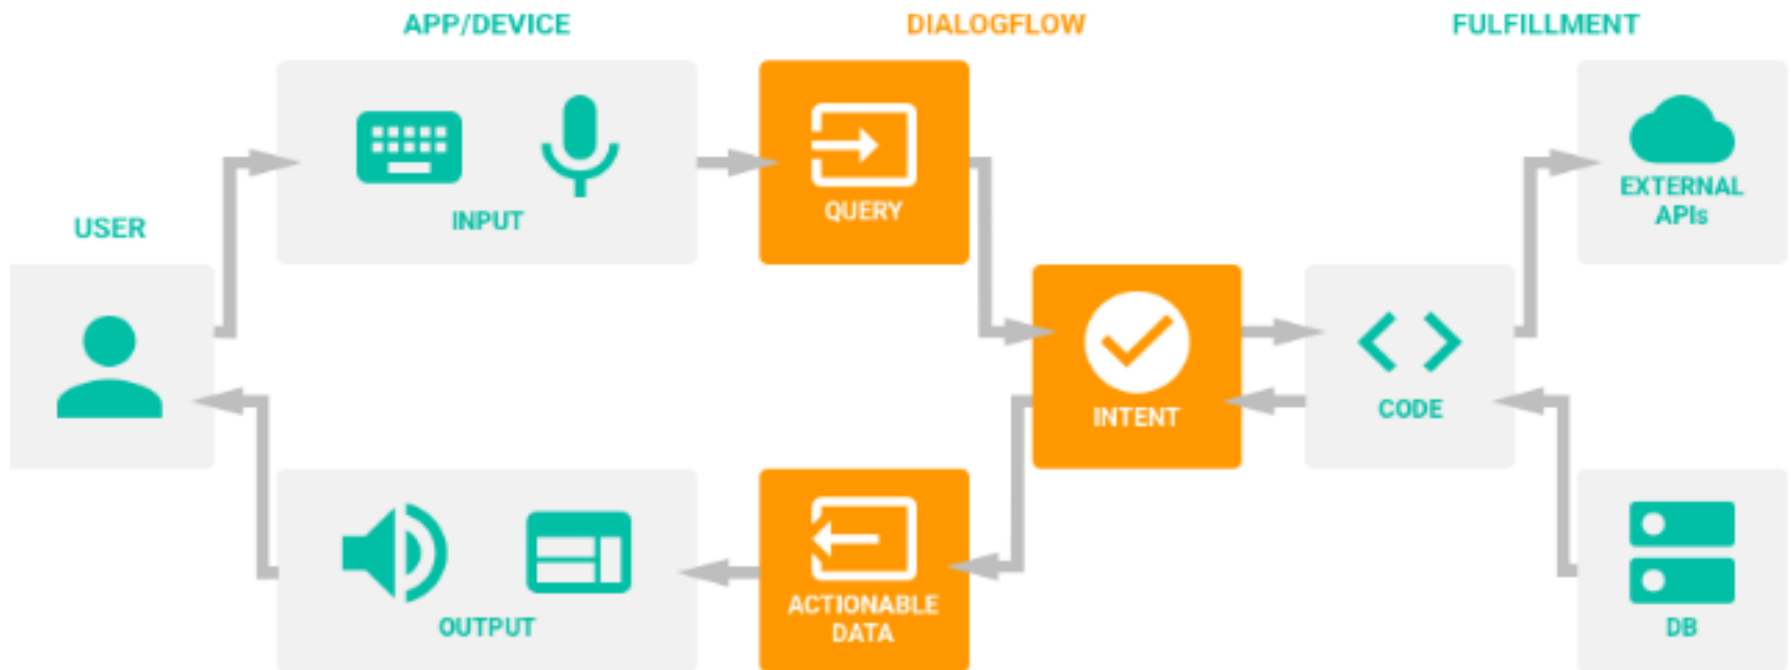 APP/DEVICE
DIALOGFLOW
FULFILLMENT
USER
INPUT
QUERY
EXTERNAL
APIs
INTENT
CODE
OUTPUT
ACTIONABLE
DATA
DB